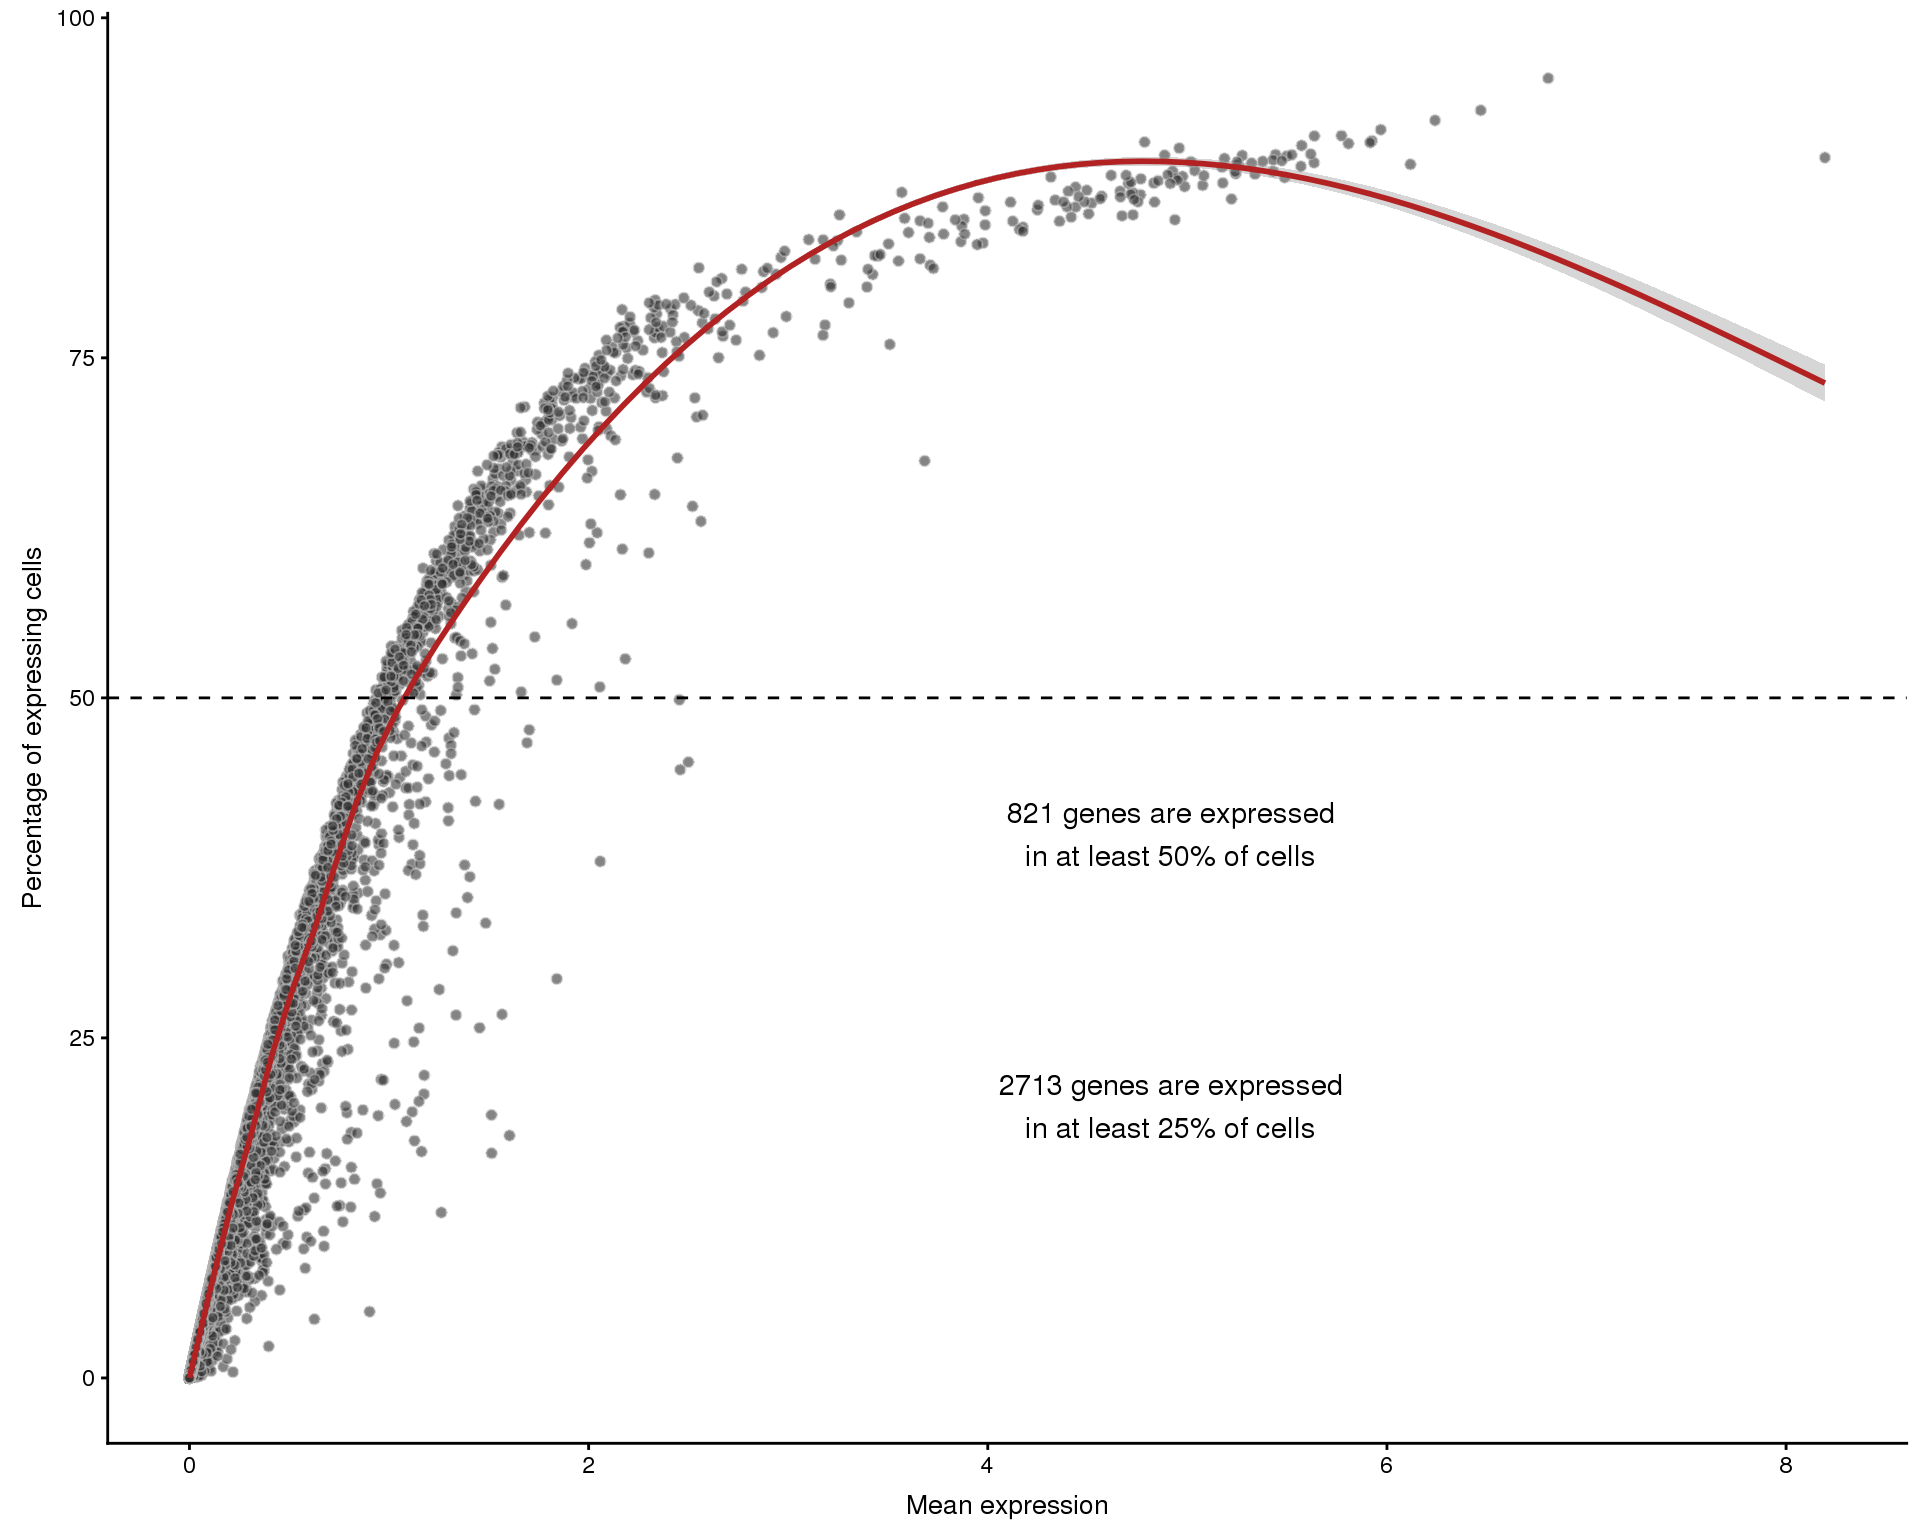 100
75
50
25
0
Percentage of expressing cells
821 genes are expressed
in at least 50% of cells
2713 genes are expressed
in at least 25% of cells
0 2 4 6 8
Mean expression